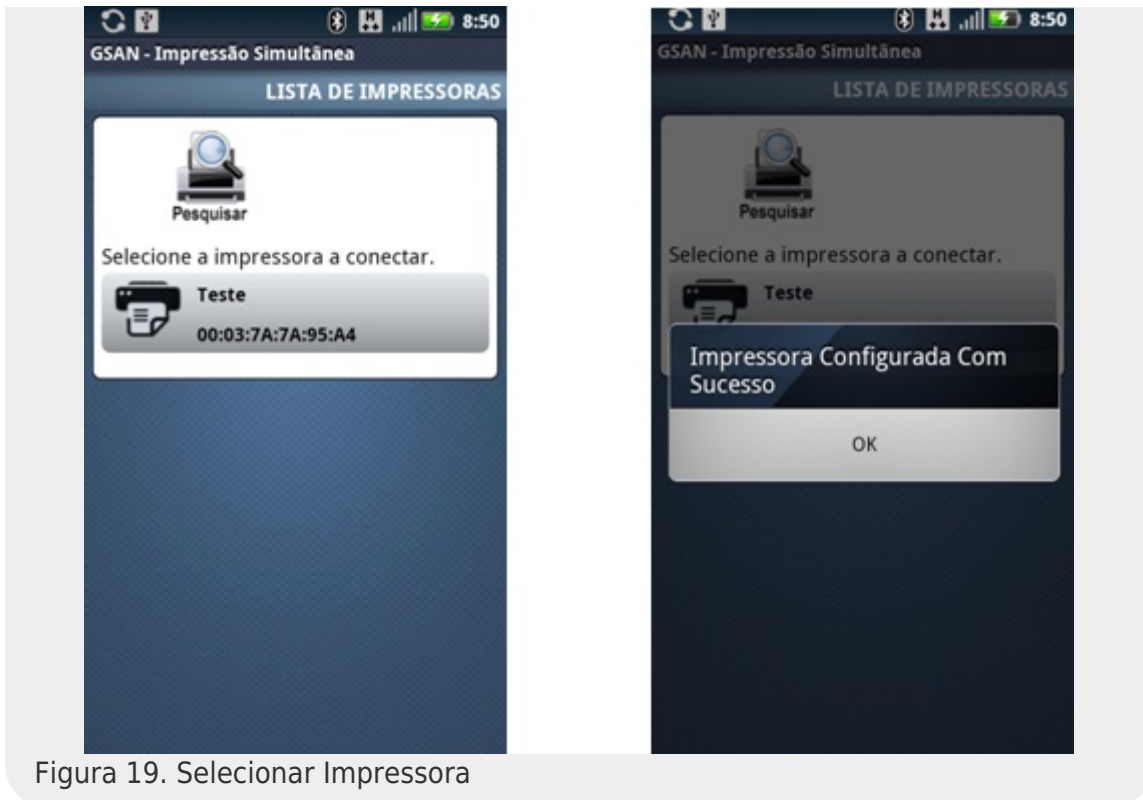 8:50
GSAN - Impressão Simultânea
LISTA DE IMPRESSORAS
Pesquisar
Selecione a impressora a conectar.
Teste
00:03:7A:7A:95:A4
8:50
GSAN - Impressão Simultânea
LISTA DE IMPRESSORAS
Pesquisar
Selecione a impressora a conectar.
Teste
Impressora Configurada Com
Sucesso
OK
Figura 19. Selecionar Impressora